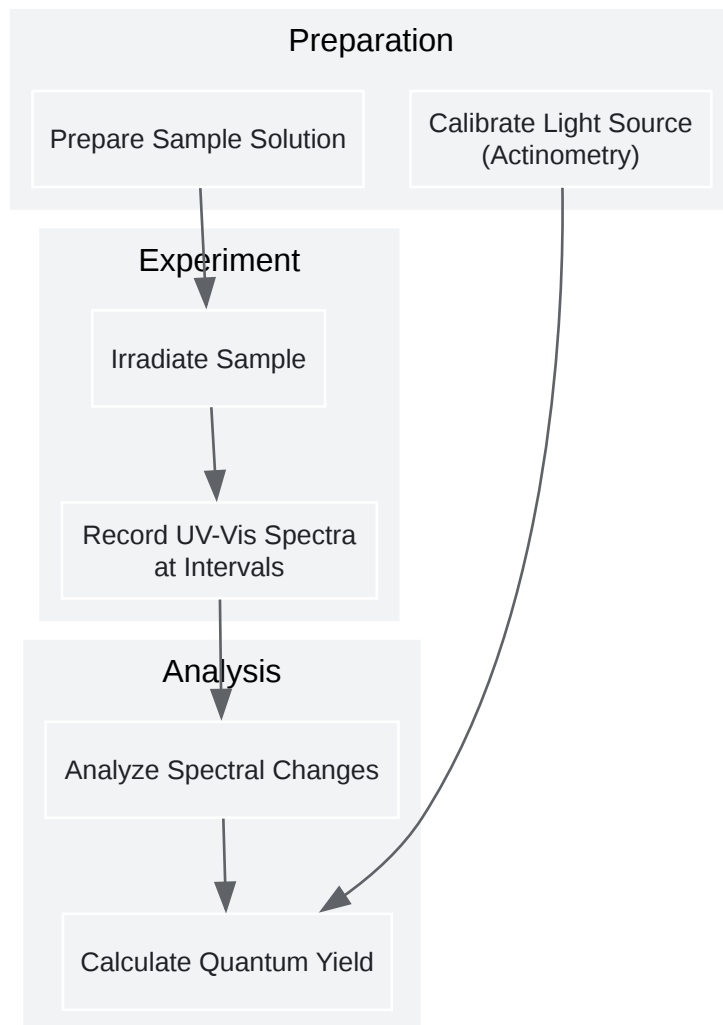 Preparation
Prepare Sample Solution
Calibrate Light Source
(Actinometry)
Experiment
Irradiate Sample
Record UV-Vis Spectra
at Intervals
Analysis
Analyze Spectral Changes
Calculate Quantum Yield